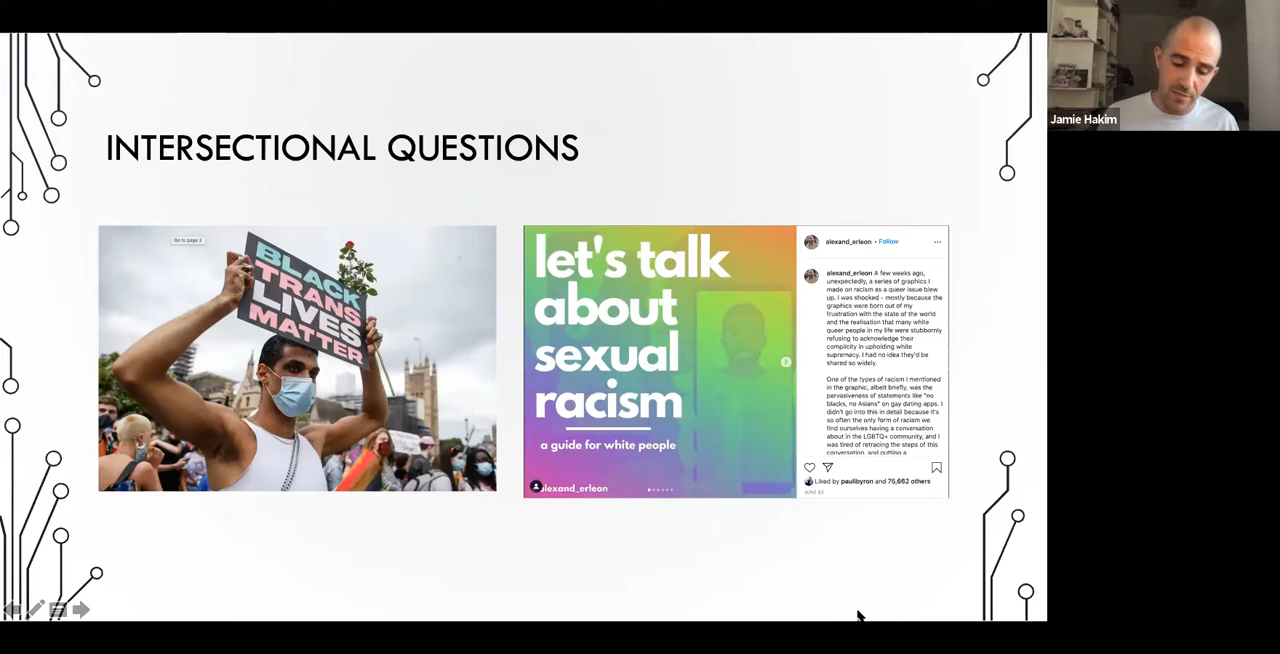 INTERSECTIONAL QUESTIONS
Go to page 3
BLACK
TRANS
LIVES
MATTER
let's talk
about
sexual
racism
a guide for white people
alexand_erleon
alexand_erleon • Follow
alexand_erleon A few weeks ago,
unexpectedly, a series of graphics I
made on racism as a queer issue blew
up. I was shocked - mostly because the
graphics were born out of my
frustration with the state of the world
and the realisation that many white
queer people in my life were stubbornly
refusing to acknowledge their
complicity in upholding white
supremacy. I had no idea they'd be
shared so widely.
One of the types of racism I mentioned
in the graphic, albeit briefly, was the
pervasiveness of statements like "no
blacks, no Asians" on gay dating apps. I
didn't go into this in detail because it's
so often the only form of racism we
find ourselves having a conversation
about in the LGBTQ+ community, and I
was tired of retracing the steps of this
conversation, and putting a
Liked by paulibyron and 75,662 others
Jamie Hakim